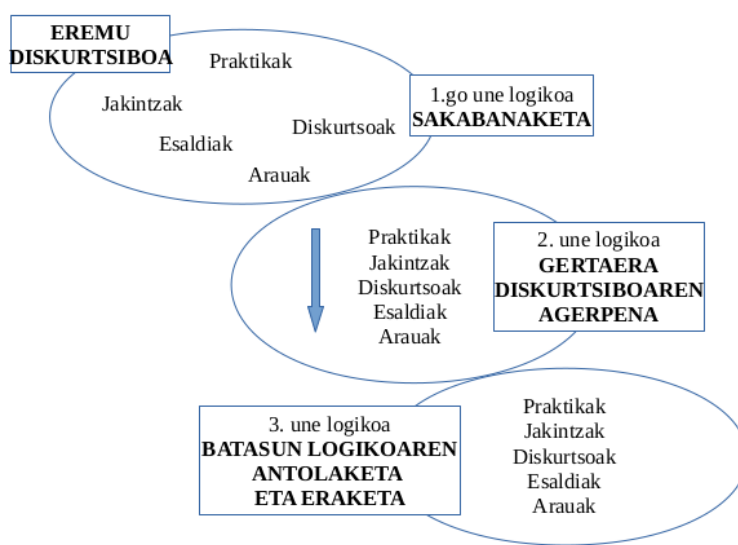 EREMU
DISKURTSIBOA
Praktikak
Jakintzak
Esaldiak
Diskurtsoak
Arauak
1.go une logikoa
SAKABANAKETA
Praktikak
Jakintzak
Diskurtsoak
Esaldiak
Arauak
2. une logikoa
GERTAERA
DISKURTSIBOAREN
AGERPENA
3. une logikoa
BATASUN LOGIKOAREN
ANTOLAKETA
ETA ERAKETA
Praktikak
Jakintzak
Diskurtsoak
Esaldiak
Arauak